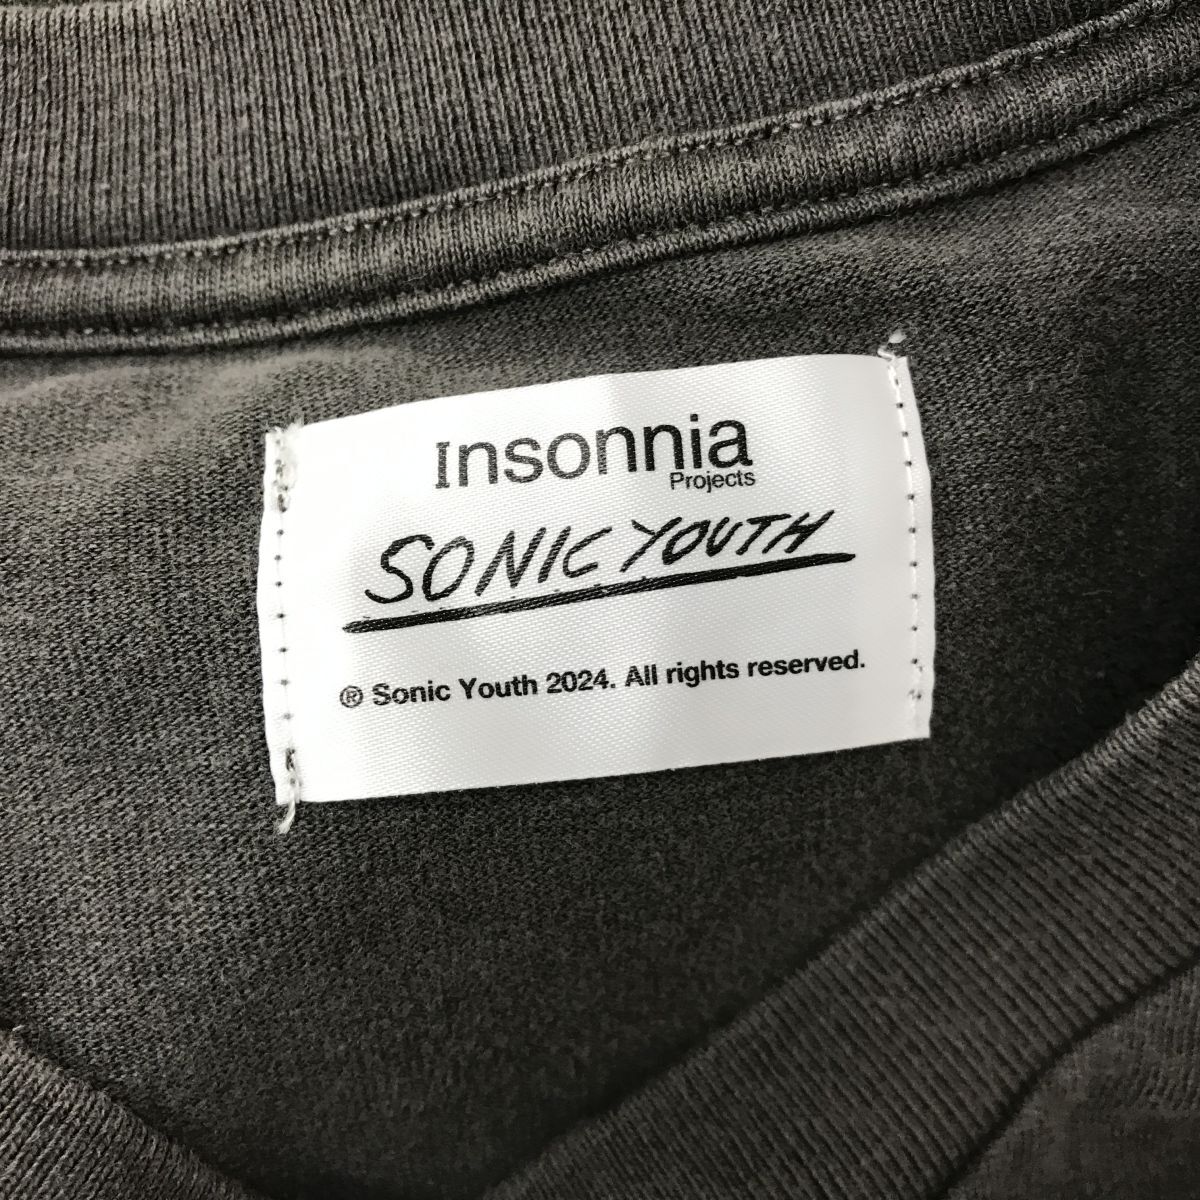 Insonnia
Projects
SONIC YOUTH
® Sonic Youth 2024. All rights reserved.